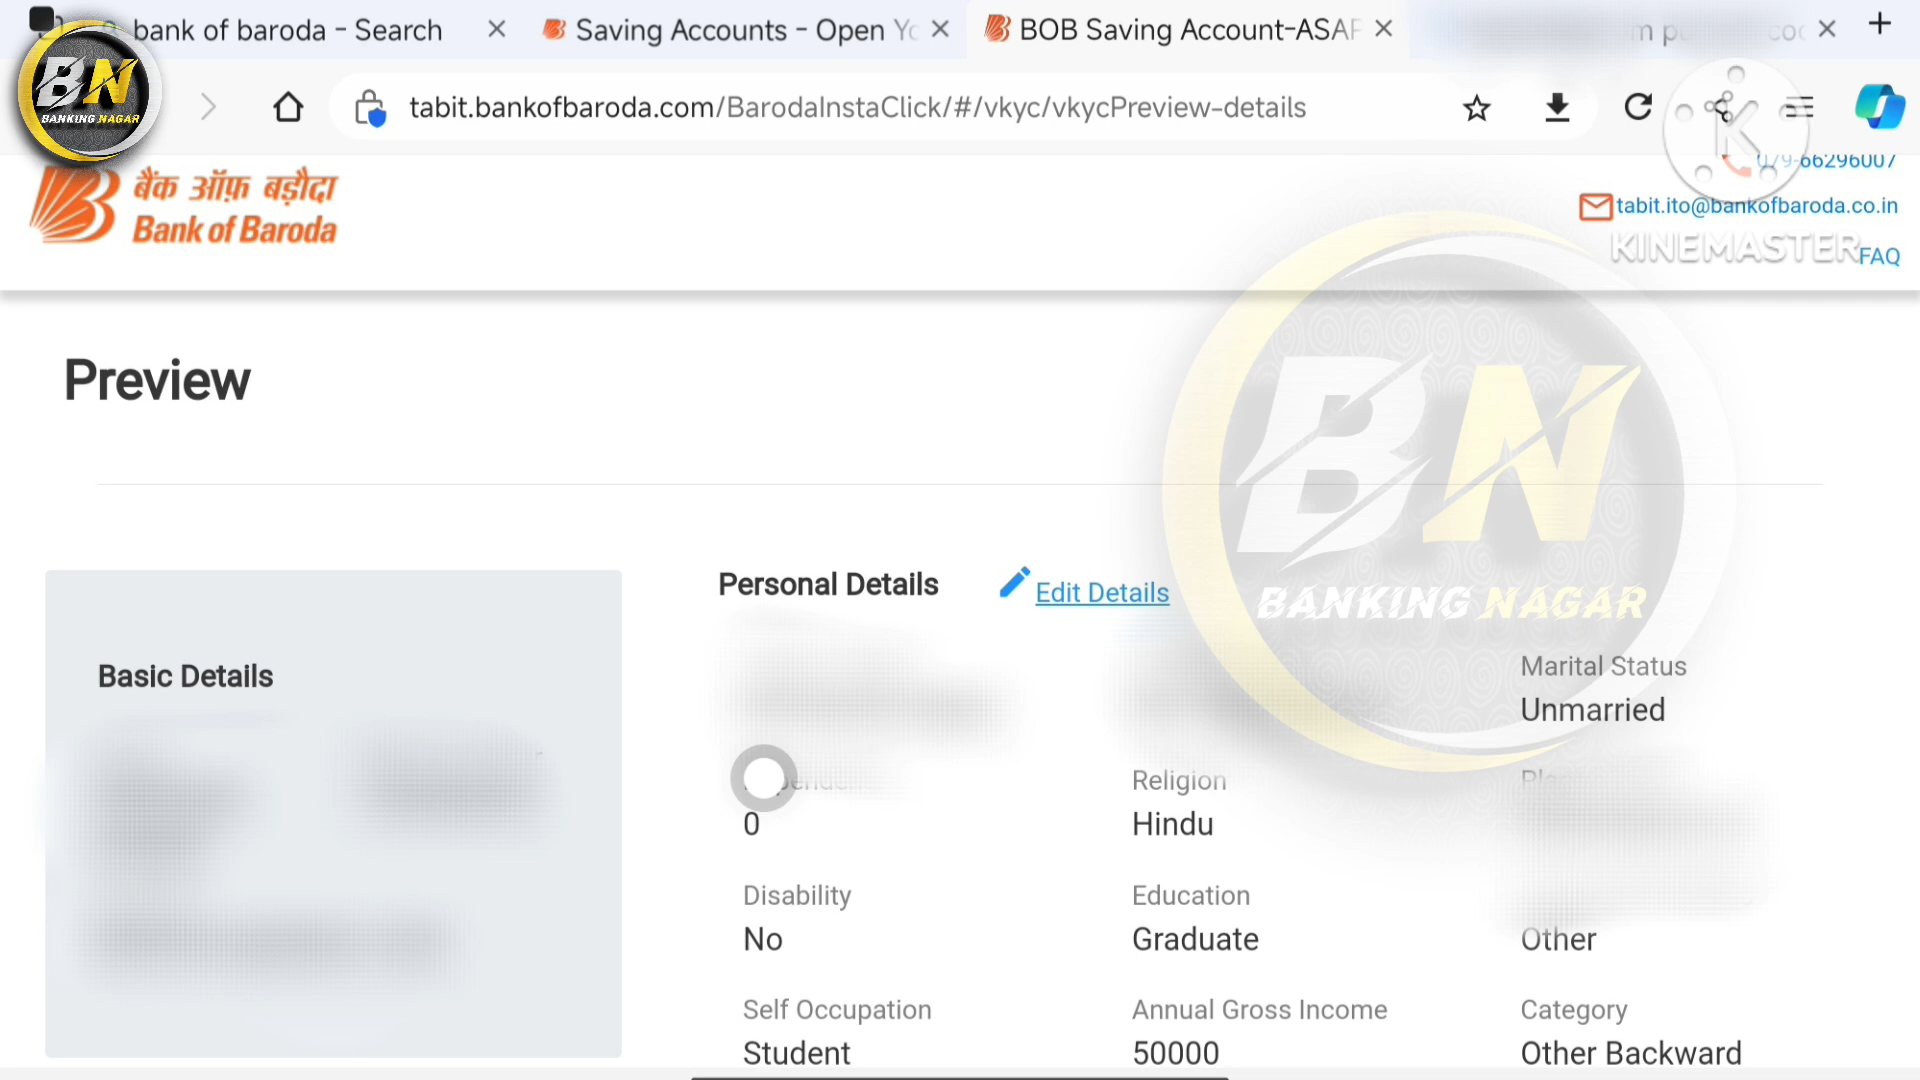 bank of baroda - Search
Saving Accounts - Open
BOB Saving Account-ASAP
BN
BANKING NAGAR
tabit.bankofbaroda.com/BarodaInstaClick/#/vkyc/vkycPreview-details
K
079-66296007
बैंक ऑफ़ बड़ौदा
Bank of Baroda
tabit.ito@bankofbaroda.co.in
KINEMASTER
FAQ
Preview
BN
BANKING NAGAR
Personal Details
Edit Details
Basic Details
Marital Status
Unmarried
Religion
0
Hindu
Disability
Education
No
Graduate
Other
Self Occupation
Annual Gross Income
Category
Student
50000
Other Backward